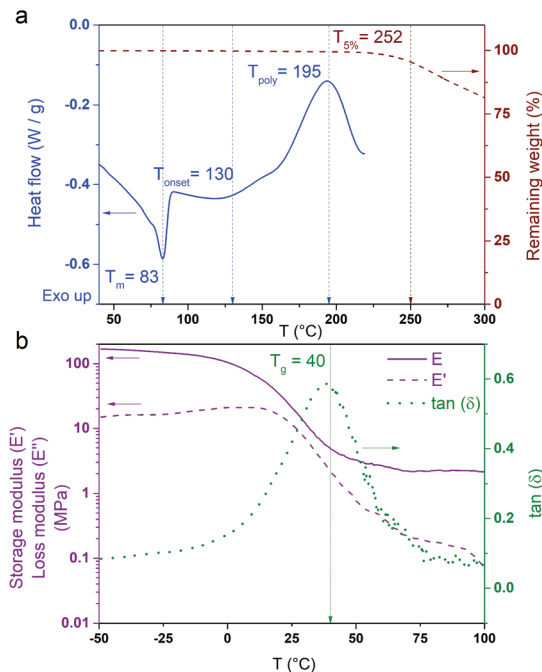 a
0.0
-0.2
-0.4
-0.6
Heat flow (W / g)
Exo up
T5% = 252
Tpoly = 195
Tonset = 130
Tm = 83
100
75
50
25
0
Remaining weight (%)
50 100 150 200 250 300
T (°C)
b
100
10
1
0.1
0.01
Storage modulus (E')
Loss modulus (E'')
(MPa)
Tg = 40
E
E'
tan (δ)
0.6
0.4
0.2
0.0
tan (δ)
-50 -25 0 25 50 75 100
T (°C)